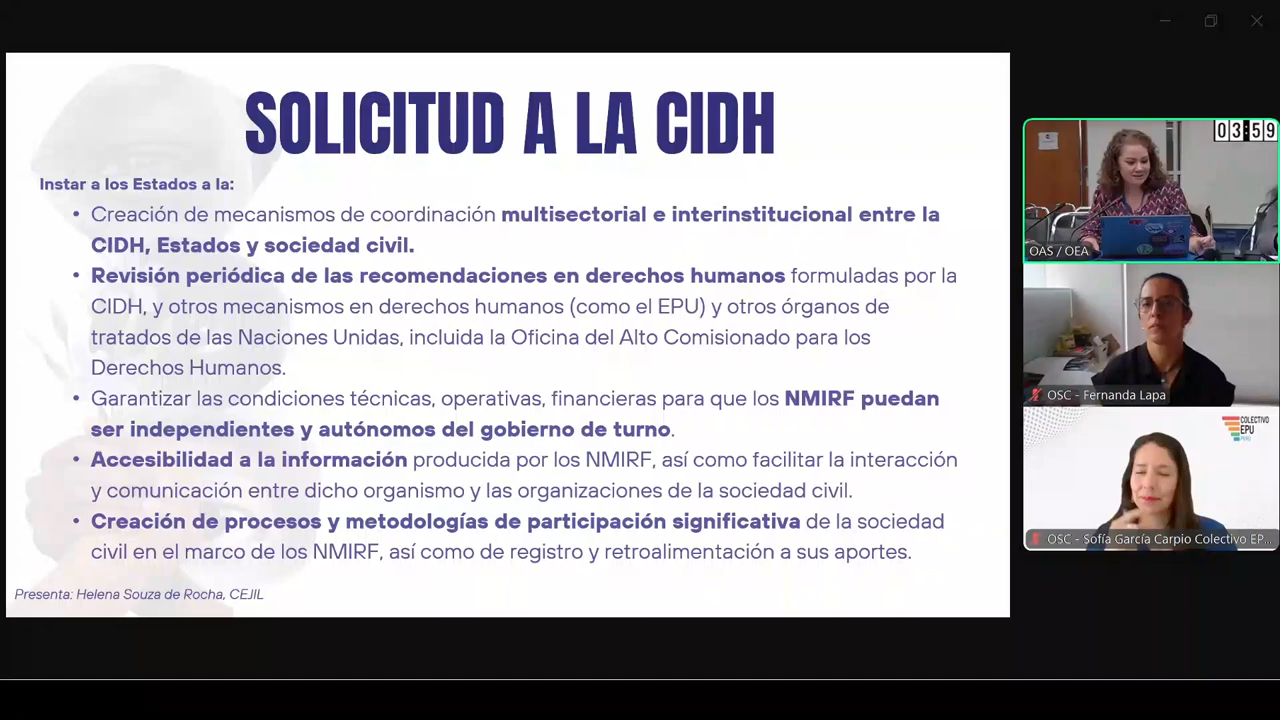 SOLICITUD A LA CIDH
Instar a los Estados a la:
• Creación de mecanismos de coordinación multisectorial e interinstitucional entre la
CIDH, Estados y sociedad civil.
• Revisión periódica de las recomendaciones en derechos humanos formuladas por la
CIDH, y otros mecanismos en derechos humanos (como el EPU) y otros órganos de
tratados de las Naciones Unidas, incluida la Oficina del Alto Comisionado para los
Derechos Humanos.
• Garantizar las condiciones técnicas, operativas, financieras para que los NMIRF puedan
ser independientes y autónomos del gobierno de turno.
• Accesibilidad a la información producida por los NMIRF, así como facilitar la interacción
y comunicación entre dicho organismo y las organizaciones de la sociedad civil.
• Creación de procesos y metodologías de participación significativa de la sociedad
civil en el marco de los NMIRF, así como de registro y retroalimentación a sus aportes.
Presenta: Helena Souza de Rocha, CEJIL
03:59
OAS / OEA
OSC - Fernanda Lapa
COLECTIVO
EPU
PERÚ
OSC - Sofía García Carpio Colectivo EP...